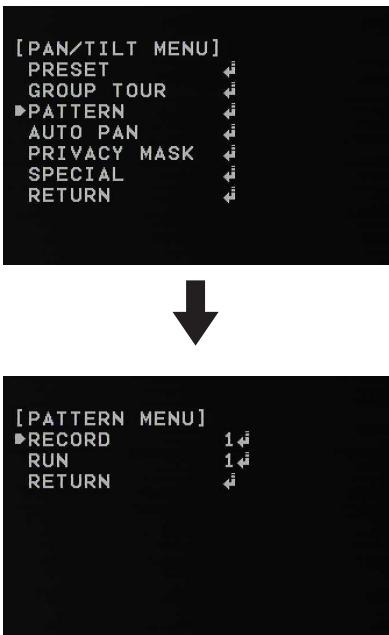 [PAN/TILT MENU]
PRESET ↲
GROUP TOUR ↲
▶PATTERN ↲
AUTO PAN ↲
PRIVACY MASK ↲
SPECIAL ↲
RETURN ↲
[PATTERN MENU]
▶RECORD 1↲
RUN 1↲
RETURN ↲